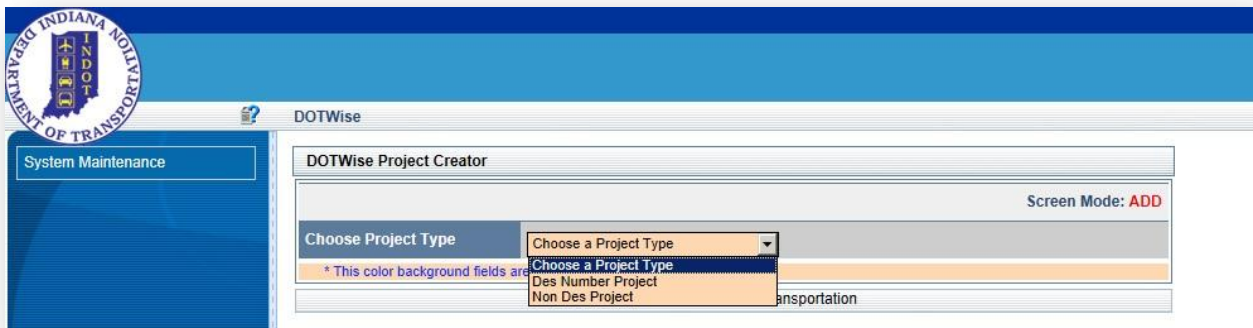 INDIANA
DEPARTMENT OF TRANSPORTATION
INDOT
DOTWise
System Maintenance
DOTWise Project Creator
Screen Mode: ADD
Choose Project Type
Choose a Project Type
Choose a Project Type
* This color background fields are
Des Number Project
Non Des Project
ansportation